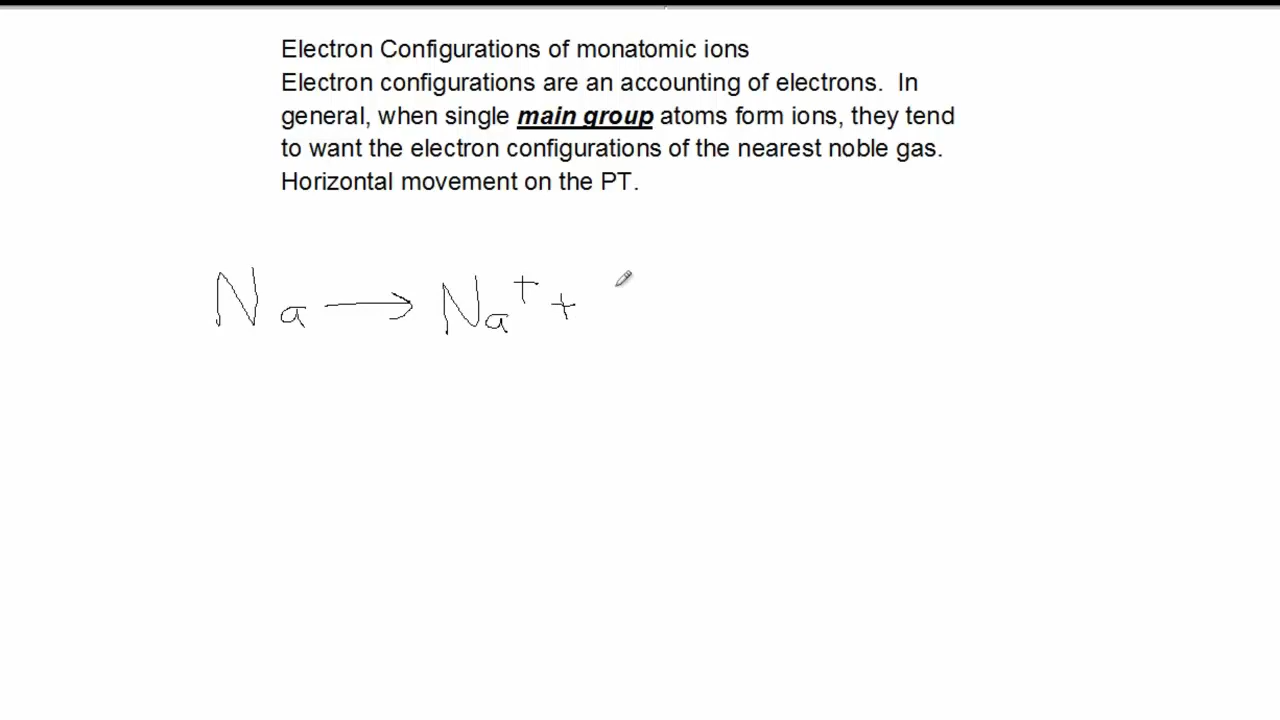 Electron Configurations of monatomic ions
Electron configurations are an accounting of electrons.  In
general, when single main group atoms form ions, they tend
to want the electron configurations of the nearest noble gas.
Horizontal movement on the PT.
Na → Na⁺ +